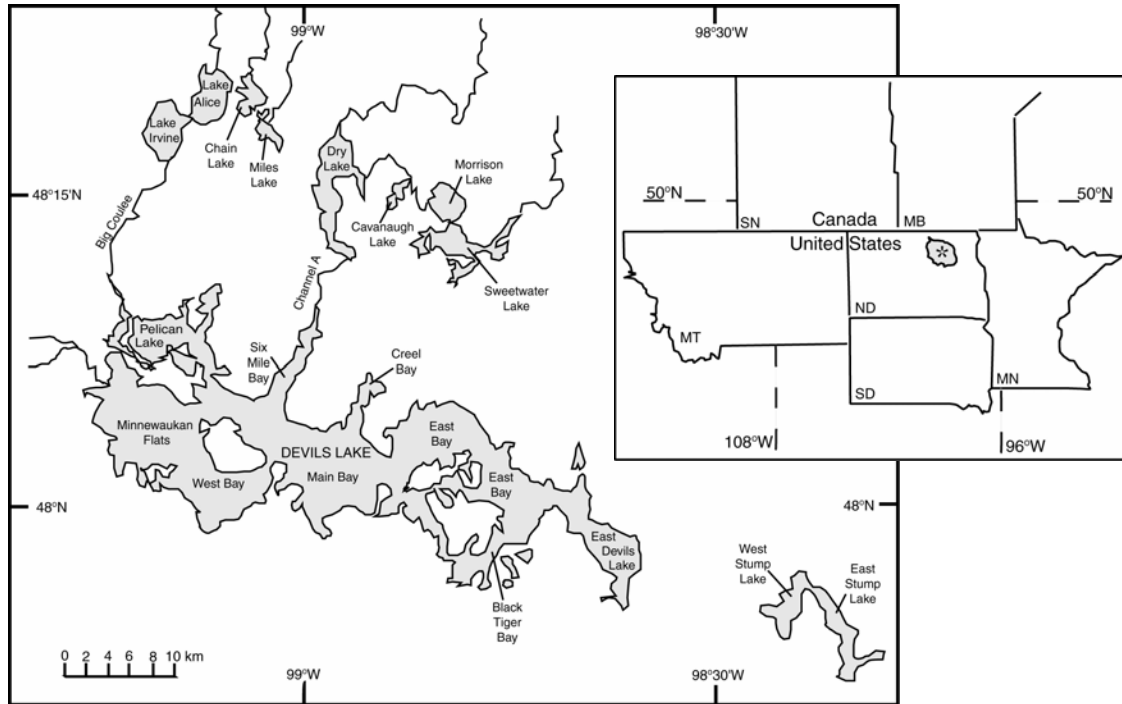 99°W
98°30'W
Lake
Alice
Lake
Irvine
Chain
Lake
Miles
Lake
Dry
Lake
Morrison
Lake
48°15'N
Cavanaugh
Lake
Big Coulee
Channel A
Sweetwater
Lake
Pelican
Lake
Six
Mile
Bay
Creel
Bay
Minnewaukan
Flats
DEVILS LAKE
East
Bay
West Bay
Main Bay
East
Bay
48°N
48°N
East
Devils
Lake
West
Stump
Lake
East
Stump
Lake
Black
Tiger
Bay
0 2 4 6 8 10 km
99°W
98°30'W
50°N
50°N
SN
Canada
MB
United States
MT
ND
SD
MN
108°W
96°W